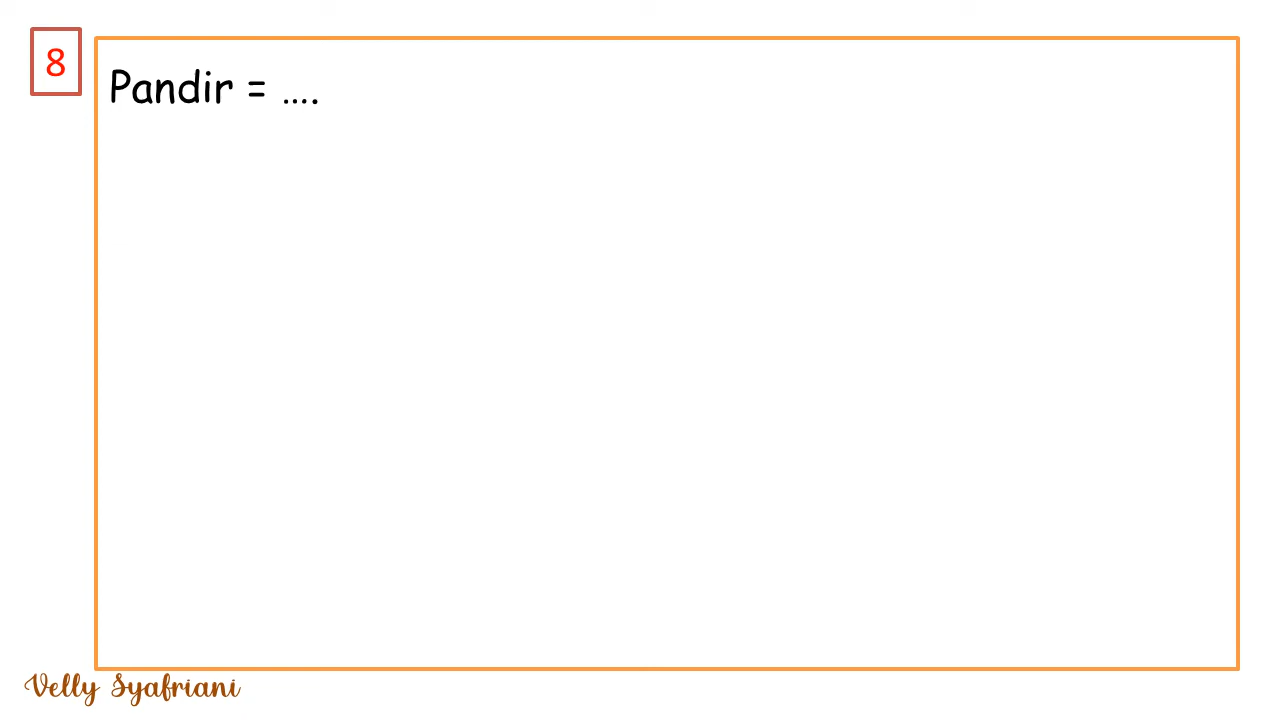 8
Pandir = ....
Velly Syafriani